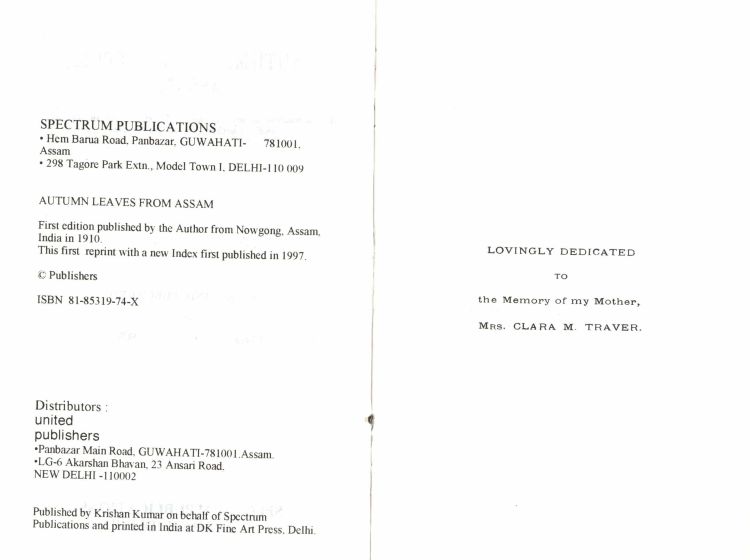 SPECTRUM PUBLICATIONS
• Hem Barua Road, Panbazar, GUWAHATI- 781001,
Assam
• 298 Tagore Park Extn., Model Town I, DELHI-110 009
AUTUMN LEAVES FROM ASSAM
First edition published by the Author from Nowgong, Assam,
India in 1910.
This first reprint with a new Index first published in 1997.
© Publishers
ISBN 81-85319-74-X
Distributors :
united
publishers
•Panbazar Main Road, GUWAHATI-781001.Assam.
•LG-6 Akarshan Bhavan, 23 Ansari Road.
NEW DELHI -110002
Published by Krishan Kumar on behalf of Spectrum
Publications and printed in India at DK Fine Art Press, Delhi.
LOVINGLY DEDICATED
TO
the Memory of my Mother,
MRS. CLARA M. TRAVER.